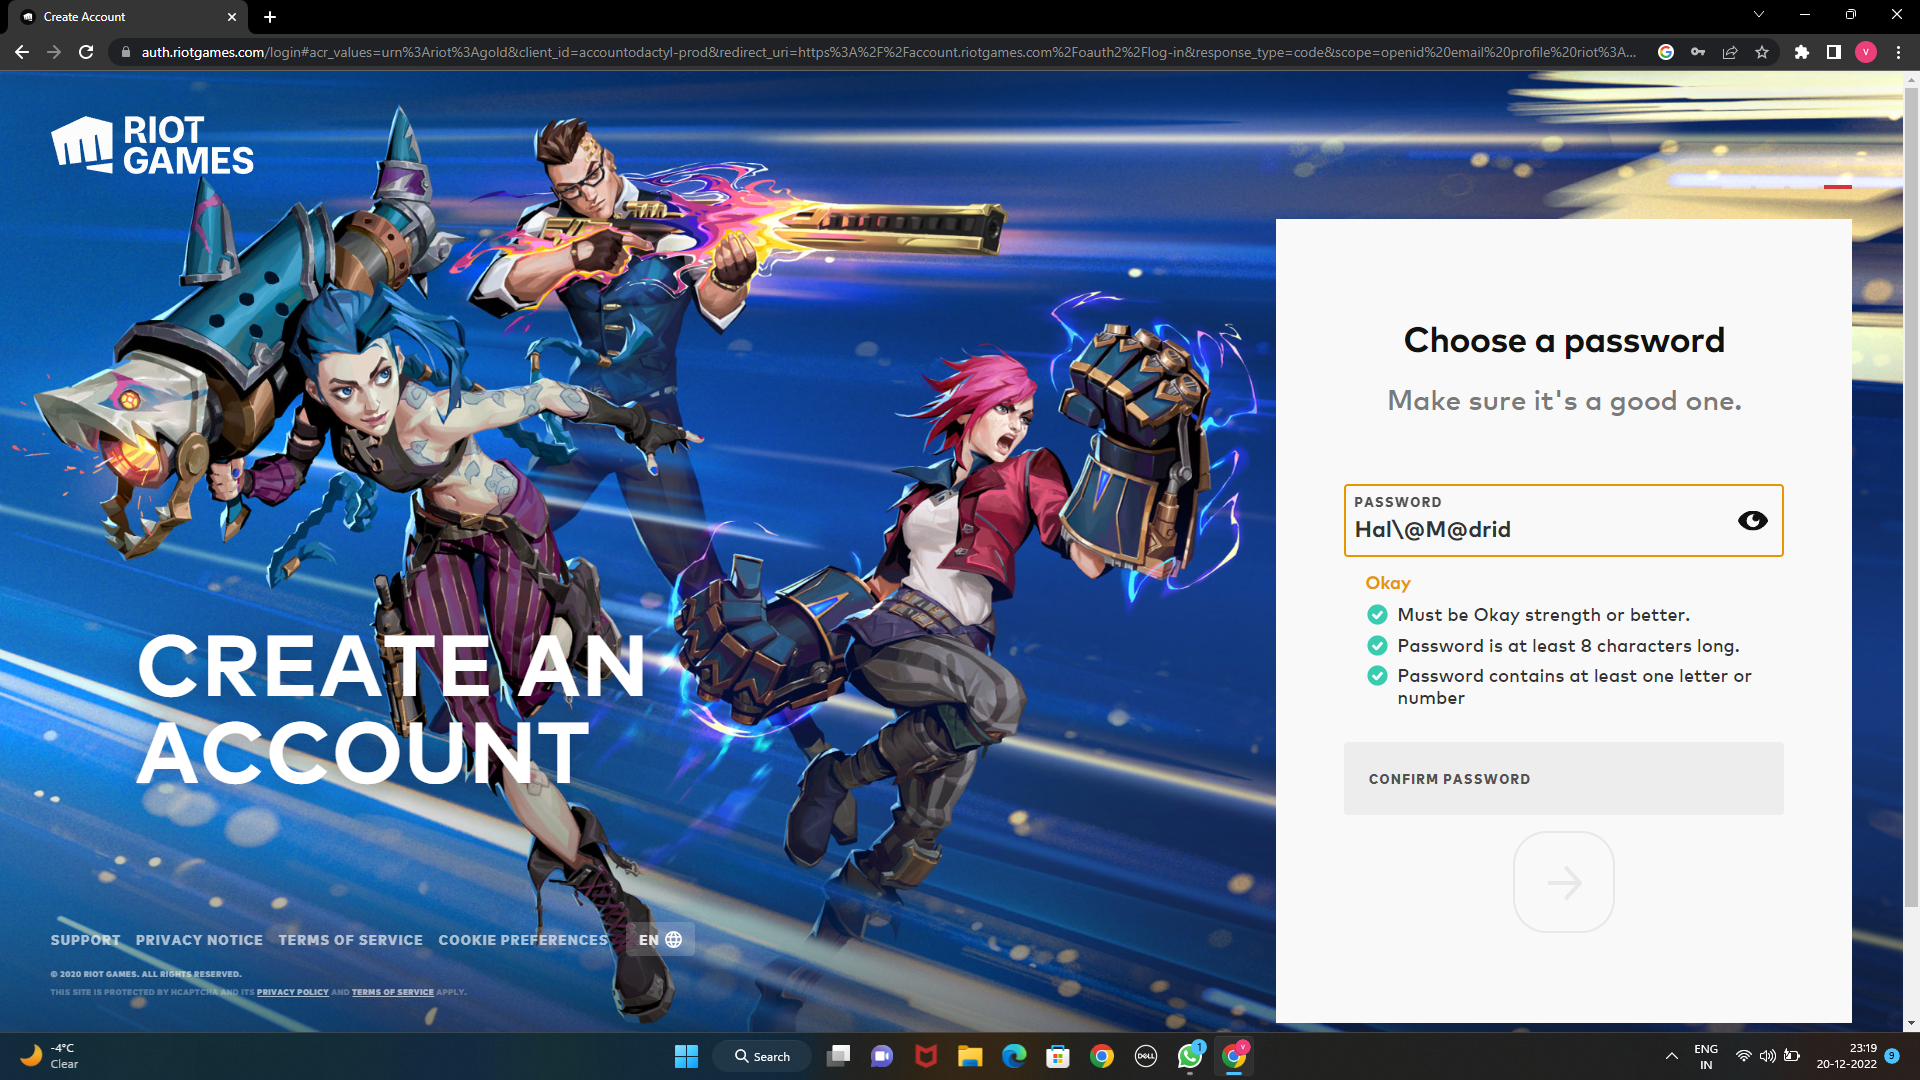 Create Account
auth.riotgames.com/login#acr_values=urn%3Ariot%3Agold&client_id=accountodactyl-prod&redirect_uri=https%3A%2F%2Faccount.riotgames.com%2Foauth2%2Flog-in&response_type=code&scope=openid%20email%20profile%20riot%3A...
V
RIOT
GAMES
Choose a password
Make sure it's a good one.
PASSWORD
Hal\@M@drid
Okay
Must be Okay strength or better.
Password is at least 8 characters long.
Password contains at least one letter or
number
CONFIRM PASSWORD
CREATE AN
ACCOUNT
SUPPORT PRIVACY NOTICE TERMS OF SERVICE COOKIE PREFERENCES EN
© 2020 RIOT GAMES. ALL RIGHTS RESERVED.
THIS SITE IS PROTECTED BY HCAPTCHA AND ITS PRIVACY POLICY AND TERMS OF SERVICE APPLY.
-4°C
Clear
Search
DELL
1
V
ENG
IN
23:19
20-12-2022
9